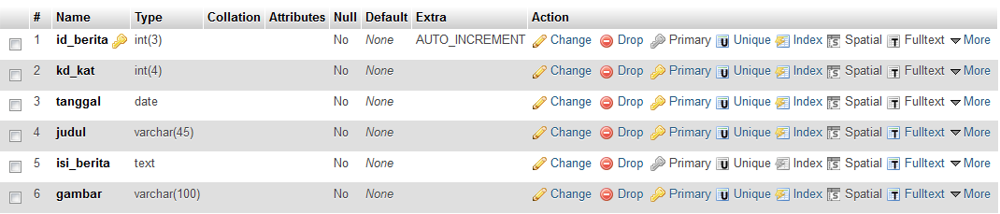 # Name Type Collation Attributes Null Default Extra Action
1 id_berita int(3) No None AUTO_INCREMENT Change Drop Primary Unique Index Spatial Fulltext More
2 kd_kat int(4) No None Change Drop Primary Unique Index Spatial Fulltext More
3 tanggal date No None Change Drop Primary Unique Index Spatial Fulltext More
4 judul varchar(45) No None Change Drop Primary Unique Index Spatial Fulltext More
5 isi_berita text No None Change Drop Primary Unique Index Spatial Fulltext More
6 gambar varchar(100) No None Change Drop Primary Unique Index Spatial Fulltext More